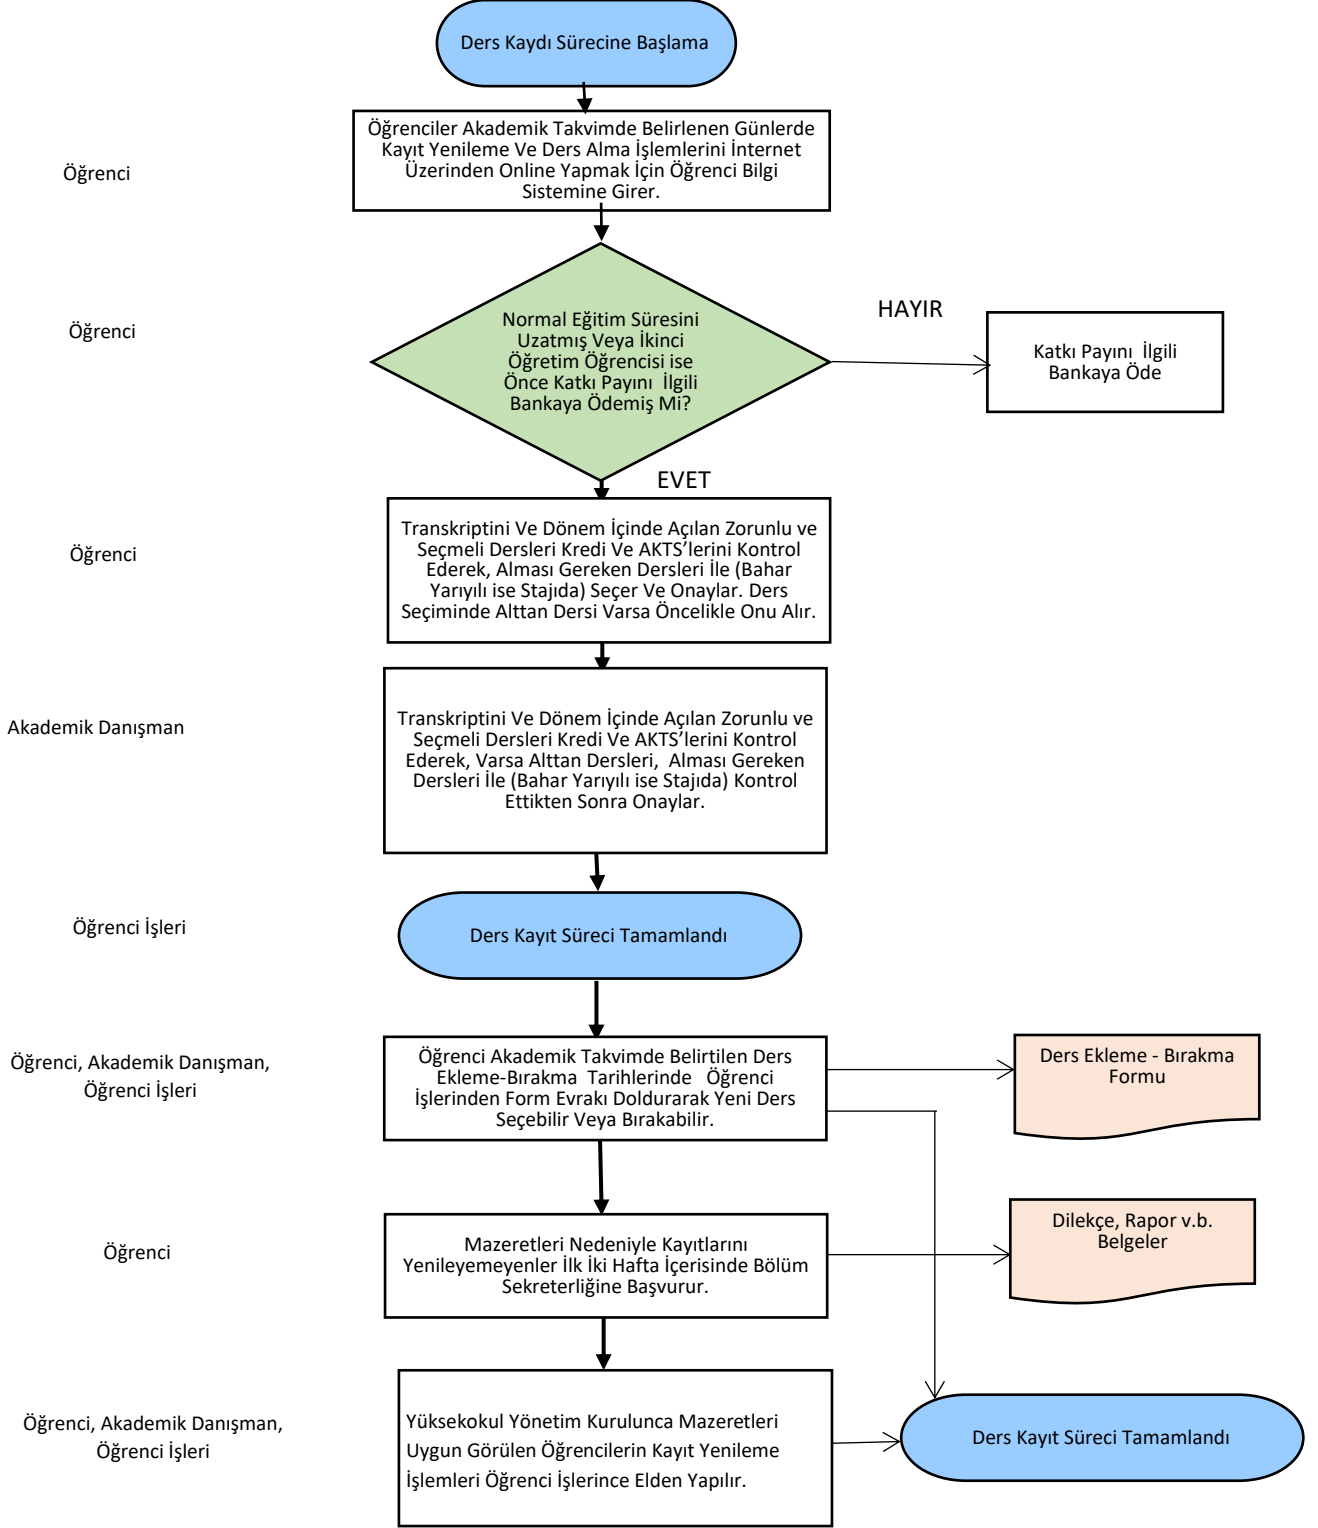 Ders Kaydı Sürecine Başlama
Öğrenci
Öğrenciler Akademik Takvimde Belirlenen Günlerde
Kayıt Yenileme Ve Ders Alma İşlemlerini İnternet
Üzerinden Online Yapmak İçin Öğrenci Bilgi
Sistemine Girer.
Öğrenci
Normal Eğitim Süresini
Uzatmış Veya İkinci
Öğretim Öğrencisi ise
Önce Katkı Payını İlgili
Bankaya Ödemiş Mi?
HAYIR
Katkı Payını İlgili
Bankaya Öde
EVET
Öğrenci
Transkriptini Ve Dönem İçinde Açılan Zorunlu ve
Seçmeli Dersleri Kredi Ve AKTS’lerini Kontrol
Ederek, Alması Gereken Dersleri İle (Bahar
Yarıyılı ise Stajıda) Seçer Ve Onaylar. Ders
Seçiminde Alttan Dersi Varsa Öncelikle Onu Alır.
Akademik Danışman
Transkriptini Ve Dönem İçinde Açılan Zorunlu ve
Seçmeli Dersleri Kredi Ve AKTS’lerini Kontrol
Ederek, Varsa Alttan Dersleri, Alması Gereken
Dersleri İle (Bahar Yarıyılı ise Stajıda) Kontrol
Ettikten Sonra Onaylar.
Öğrenci İşleri
Ders Kayıt Süreci Tamamlandı
Öğrenci, Akademik Danışman,
Öğrenci İşleri
Öğrenci Akademik Takvimde Belirtilen Ders
Ekleme-Bırakma Tarihlerinde Öğrenci
İşlerinden Form Evrakı Doldurarak Yeni Ders
Seçebilir Veya Bırakabilir.
Ders Ekleme - Bırakma
Formu
Öğrenci
Mazeretleri Nedeniyle Kayıtlarını
Yenileyemeyenler İlk İki Hafta İçerisinde Bölüm
Sekreterliğine Başvurur.
Dilekçe, Rapor v.b.
Belgeler
Öğrenci, Akademik Danışman,
Öğrenci İşleri
Yüksekokul Yönetim Kurulunca Mazeretleri
Uygun Görülen Öğrencilerin Kayıt Yenileme
İşlemleri Öğrenci İşlerince Elden Yapılır.
Ders Kayıt Süreci Tamamlandı